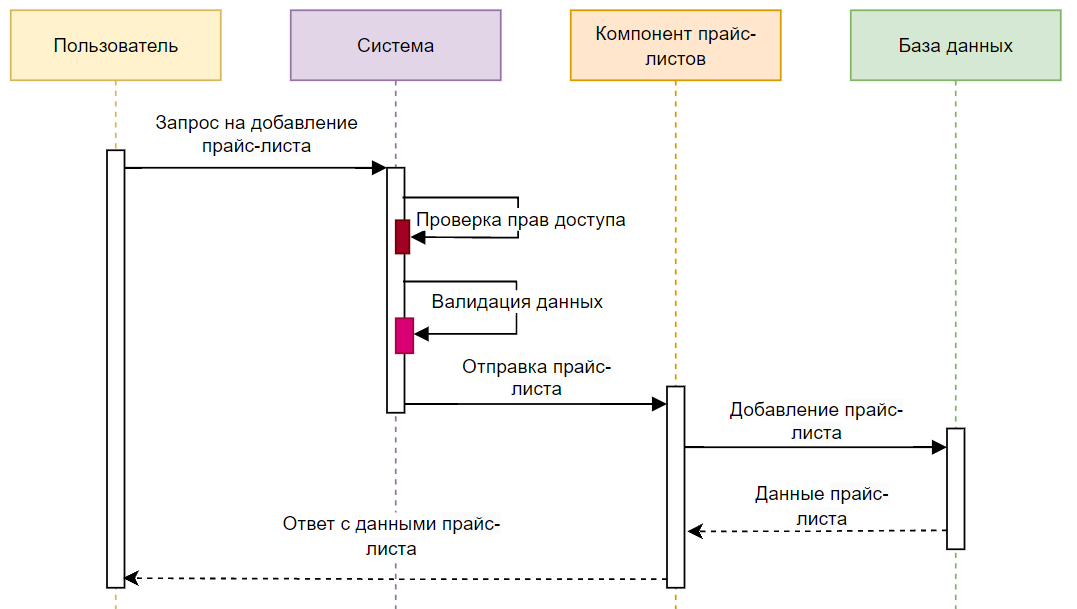 Пользователь
Система
Компонент прайс-
листов
База данных
Запрос на добавление
прайс-листа
Проверка прав доступа
Валидация данных
Отправка прайс-
листа
Добавление прайс-
листа
Данные прайс-
листа
Ответ с данными прайс-
листа